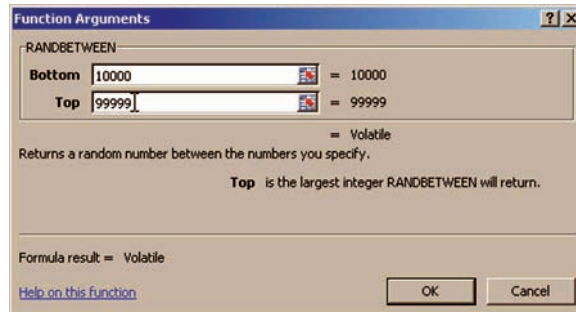 Function Arguments
RANDBETWEEN
Bottom 10000 = 10000
Top 99999 = 99999
= Volatile
Returns a random number between the numbers you specify.
Top is the largest integer RANDBETWEEN will return.
Formula result = Volatile
Help on this function OK Cancel